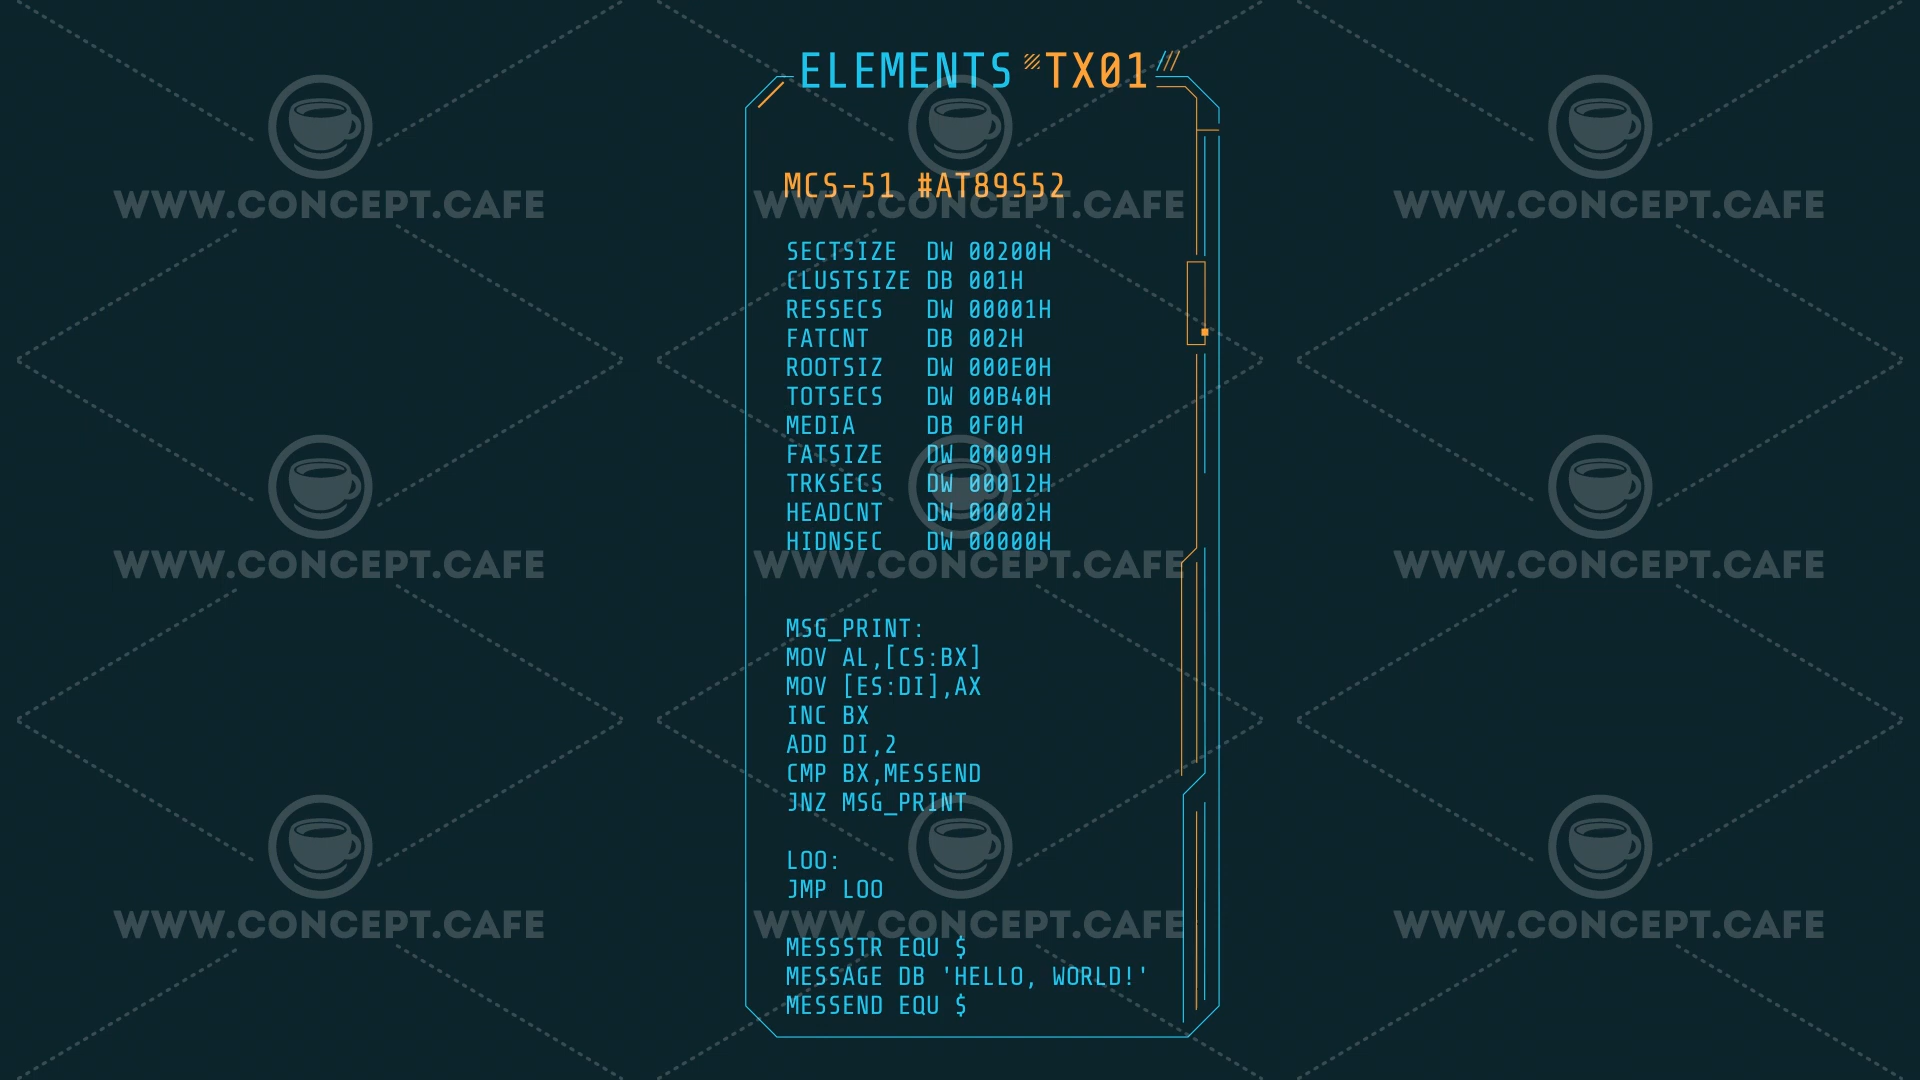 ELEMENTS TX01
MCS-51 #AT89S52
SECTSIZE DW 00200H
CLUSTSIZE DB 001H
RESSECS DW 00001H
FATCNT DB 002H
ROOTSIZ DW 000E0H
TOTSECS DW 00B40H
MEDIA DB 0F0H
FATSIZE DW 00009H
TRKSECS DW 00012H
HEADCNT DW 00002H
HIDNSEC DW 00000H
MSG_PRINT:
MOV AL,[CS:BX]
MOV [ES:DI],AX
INC BX
ADD DI,2
CMP BX,MESSEND
JNZ MSG_PRINT
LOO:
JMP LOO
MESSSTR EQU $
MESSAGE DB 'HELLO, WORLD!'
MESSEND EQU $
WWW.CONCEPT.CAFE
WWW.CONCEPT.CAFE
WWW.CONCEPT.CAFE
WWW.CONCEPT.CAFE
WWW.CONCEPT.CAFE
WWW.CONCEPT.CAFE
WWW.CONCEPT.CAFE
WWW.CONCEPT.CAFE
WWW.CONCEPT.CAFE